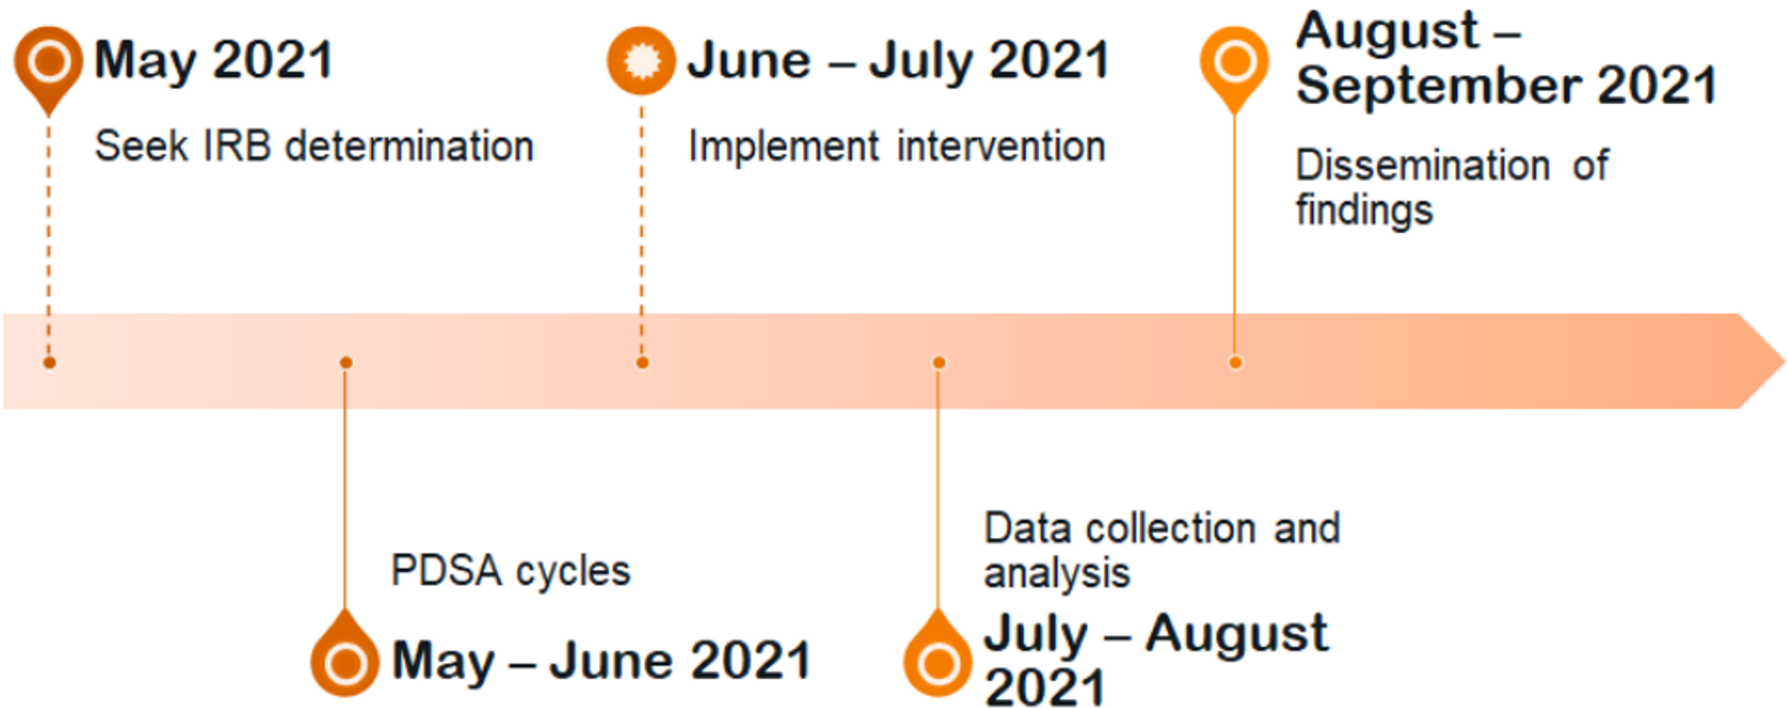 May 2021
Seek IRB determination
PDSA cycles
May – June 2021
June – July 2021
Implement intervention
Data collection and
analysis
July – August
2021
August –
September 2021
Dissemination of
findings